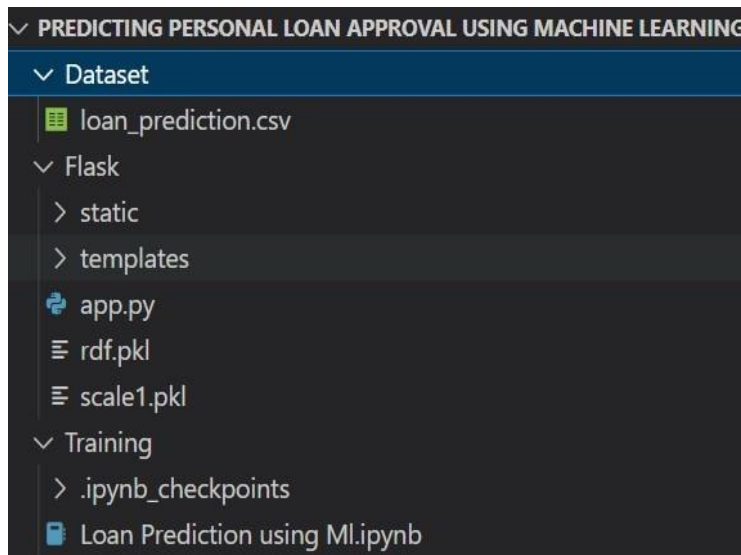 PREDICTING PERSONAL LOAN APPROVAL USING MACHINE LEARNING
Dataset
loan_prediction.csv
Flask
static
templates
app.py
rdf.pkl
scale1.pkl
Training
.ipynb_checkpoints
Loan Prediction using Ml.ipynb